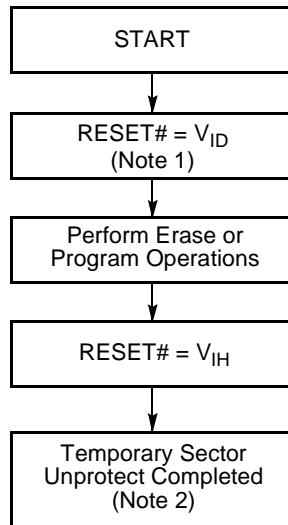 START
RESET# = VID
(Note 1)
Perform Erase or
Program Operations
RESET# = VIH
Temporary Sector
Unprotect Completed
(Note 2)